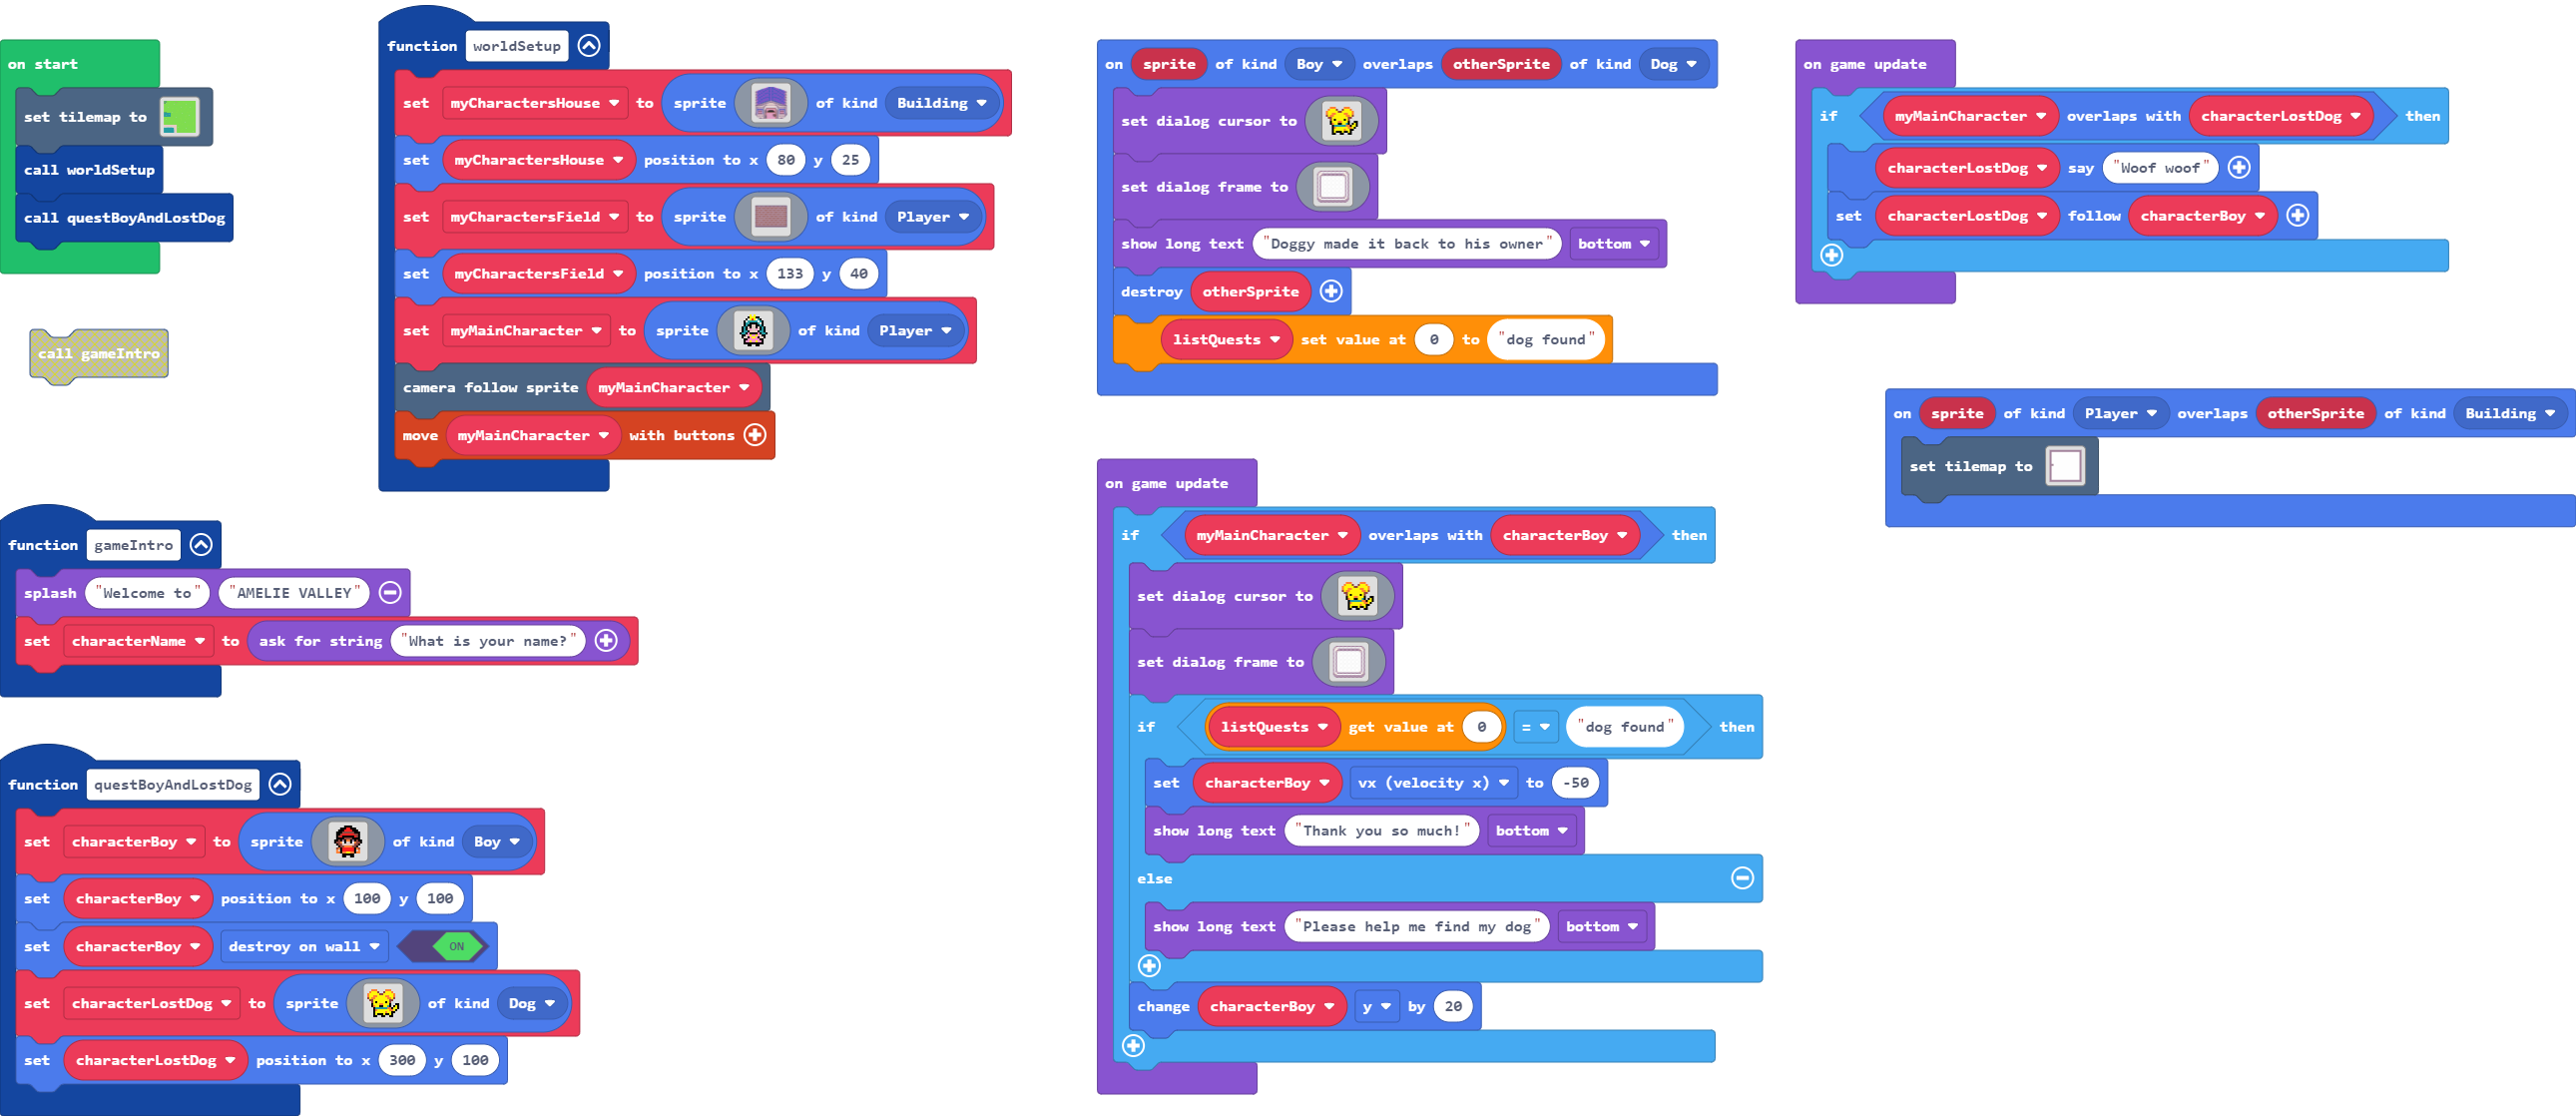 on start
set tilemap to
call worldSetup
call questBoyAndLostDog
call gameIntro
function worldSetup
set myCharactersHouse to sprite of kind Building
set myCharactersHouse position to x 80 y 25
set myCharactersField to sprite of kind Player
set myCharactersField position to x 133 y 40
set myMainCharacter to sprite of kind Player
camera follow sprite myMainCharacter
move myMainCharacter with buttons
function gameIntro
splash "Welcome to" "AMELIE VALLEY"
set characterName to ask for string "What is your name?"
function questBoyAndLostDog
set characterBoy to sprite of kind Boy
set characterBoy position to x 100 y 100
set characterBoy destroy on wall ON
set characterLostDog to sprite of kind Dog
set characterLostDog position to x 300 y 100
on sprite of kind Boy overlaps otherSprite of kind Dog
set dialog cursor to
set dialog frame to
show long text "Doggy made it back to his owner" bottom
destroy otherSprite
listQuests set value at 0 to "dog found"
on game update
if myMainCharacter overlaps with characterBoy then
set dialog cursor to
set dialog frame to
if listQuests get value at 0 = "dog found" then
set characterBoy vx (velocity x) to -50
show long text "Thank you so much!" bottom
else
show long text "Please help me find my dog" bottom
change characterBoy y by 20
on game update
if myMainCharacter overlaps with characterLostDog then
characterLostDog say "Woof woof"
set characterLostDog follow characterBoy
on sprite of kind Player overlaps otherSprite of kind Building
set tilemap to